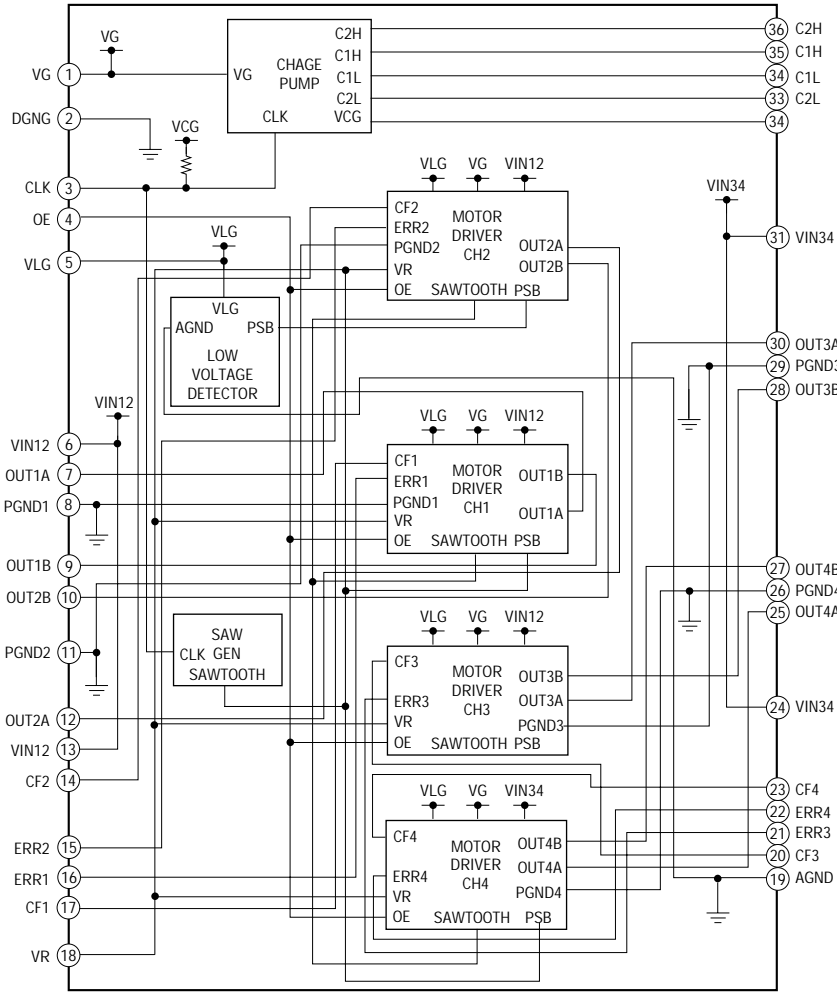 VG
C2H
36 C2H
VG 1
VG
CHAGE
PUMP
C1H
35 C1H
C1L
34 C1L
C2L
33 C2L
VCG
34
CLK
DGNG 2
VCG
CLK 3
OE 4
VLG 5
VLG
VLG
AGND PSB
LOW
VOLTAGE
DETECTOR
VLG VG VIN12
CF2
ERR2
PGND2
VR
OE
MOTOR
DRIVER
CH2
OUT2A
OUT2B
SAWTOOTH PSB
VIN34
31 VIN34
30 OUT3A
29 PGND3
28 OUT3B
VIN12
VIN12 6
OUT1A 7
PGND1 8
OUT1B 9
OUT2B 10
PGND2 11
OUT2A 12
VIN12 13
CF2 14
ERR2 15
ERR1 16
CF1 17
VR 18
VLG VG VIN12
CF1
ERR1
PGND1
VR
OE
MOTOR
DRIVER
CH1
OUT1B
OUT1A
SAWTOOTH PSB
SAW
CLK GEN
SAWTOOTH
27 OUT4B
26 PGND4
25 OUT4A
VLG VG VIN12
CF3
ERR3
VR
OE
MOTOR
DRIVER
CH3
OUT3B
OUT3A
PGND3
SAWTOOTH PSB
24 VIN34
23 CF4
22 ERR4
21 ERR3
20 CF3
19 AGND
VLG VG VIN34
CF4
ERR4
VR
OE
MOTOR
DRIVER
CH4
OUT4B
OUT4A
PGND4
SAWTOOTH PSB